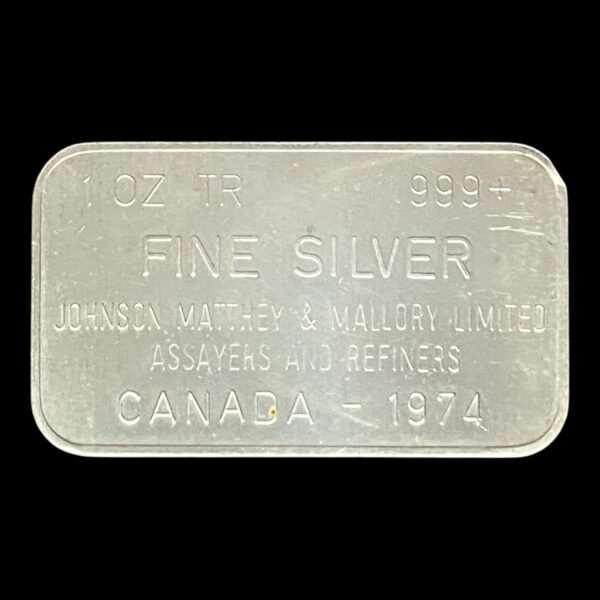 1 OZ TR 999+
FINE SILVER
JOHNSON, MATTHEY & MALLORY LIMITED
ASSAYERS AND REFINERS
CANADA - 1974